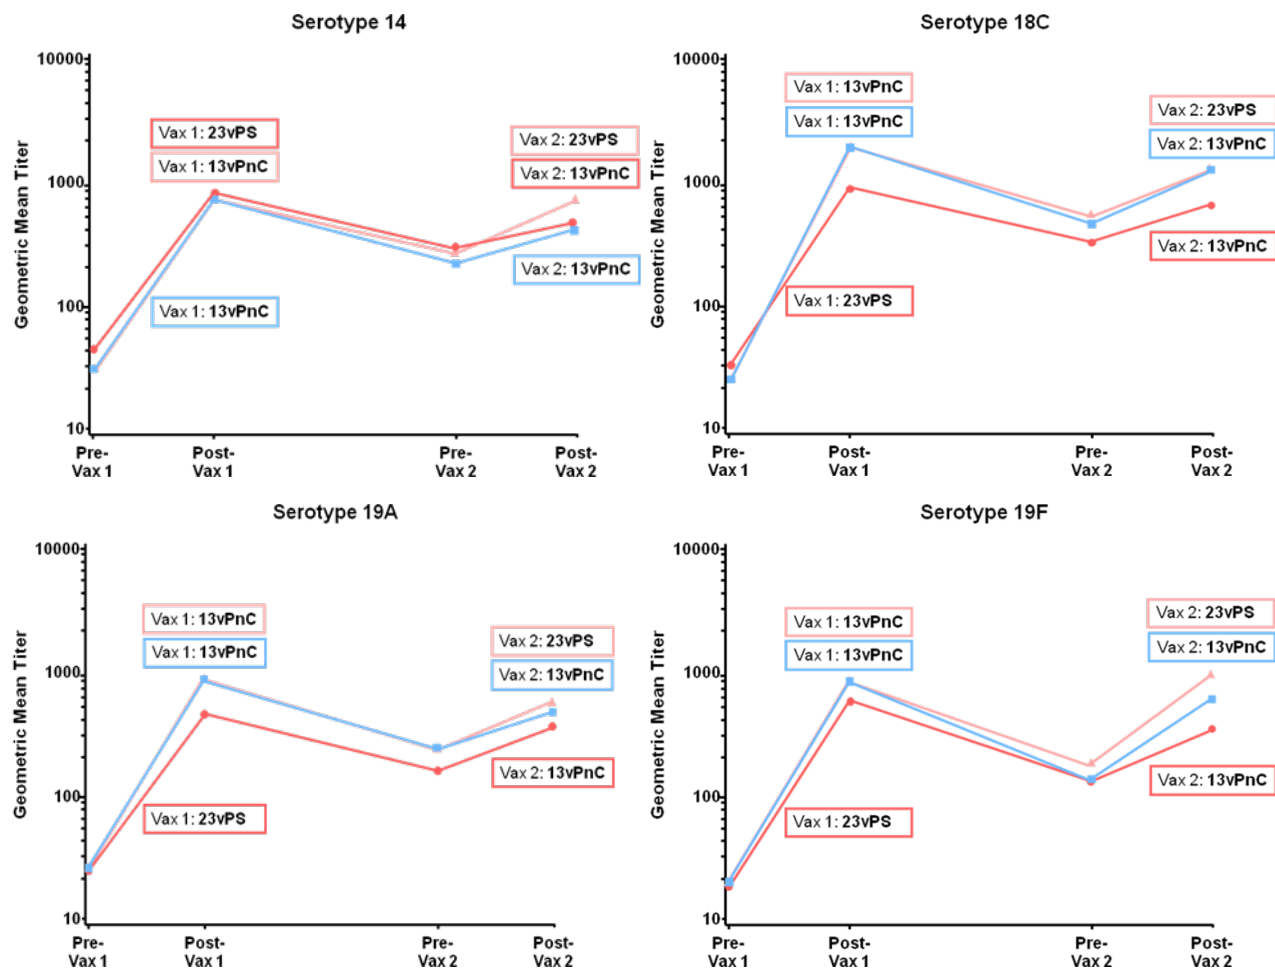 Serotype 14
10000
1000
100
10
Geometric Mean Titer
Vax 1: 23vPS
Vax 1: 13vPnC
Vax 1: 13vPnC
Vax 2: 23vPS
Vax 2: 13vPnC
Vax 2: 13vPnC
Pre-
Vax 1
Post-
Vax 1
Pre-
Vax 2
Post-
Vax 2
Serotype 18C
10000
1000
100
10
Geometric Mean Titer
Vax 1: 13vPnC
Vax 1: 13vPnC
Vax 1: 23vPS
Vax 2: 23vPS
Vax 2: 13vPnC
Vax 2: 13vPnC
Pre-
Vax 1
Post-
Vax 1
Pre-
Vax 2
Post-
Vax 2
Serotype 19A
10000
1000
100
10
Geometric Mean Titer
Vax 1: 13vPnC
Vax 1: 13vPnC
Vax 1: 23vPS
Vax 2: 23vPS
Vax 2: 13vPnC
Vax 2: 13vPnC
Pre-
Vax 1
Post-
Vax 1
Pre-
Vax 2
Post-
Vax 2
Serotype 19F
10000
1000
100
10
Geometric Mean Titer
Vax 1: 13vPnC
Vax 1: 13vPnC
Vax 1: 23vPS
Vax 2: 23vPS
Vax 2: 13vPnC
Vax 2: 13vPnC
Pre-
Vax 1
Post-
Vax 1
Pre-
Vax 2
Post-
Vax 2